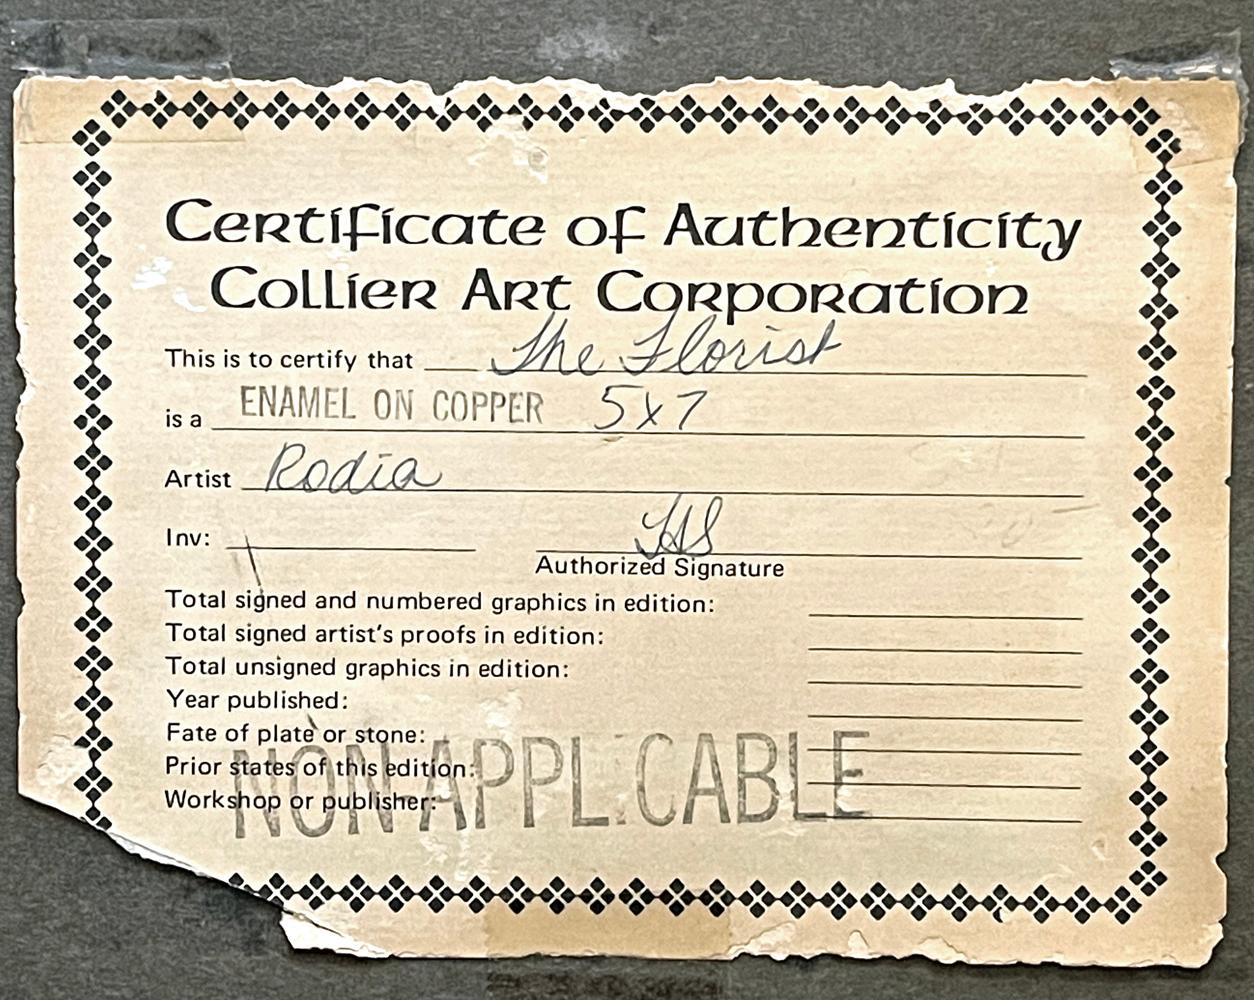 Certificate of Authenticity
Collier Art Corporation
This is to certify that The Florist
is a ENAMEL ON COPPER 5x7
Artist Rodia
Inv:
Authorized Signature
Total signed and numbered graphics in edition:
Total signed artist's proofs in edition:
Total unsigned graphics in edition:
Year published:
Fate of plate or stone:
Prior states of this edition:
Workshop or publisher:
NON-APPLICABLE